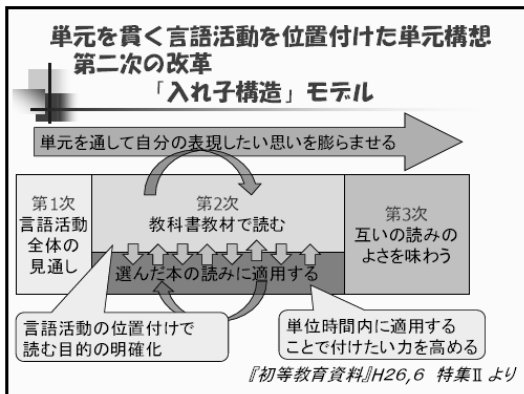 単元を貫く言語活動を位置付けた単元構想
第二次の改革
「入れ子構造」モデル
単元を通して自分の表現したい思いを膨らませる
第1次
言語活動
全体の
見通し
第2次
教科書教材で読む
選んだ本の読みに適用する
第3次
互いの読みの
よさを味わう
言語活動の位置付けで
読む目的の明確化
単位時間内に適用する
ことで付けたい力を高める
『初等教育資料』H26,6 特集Ⅱ より